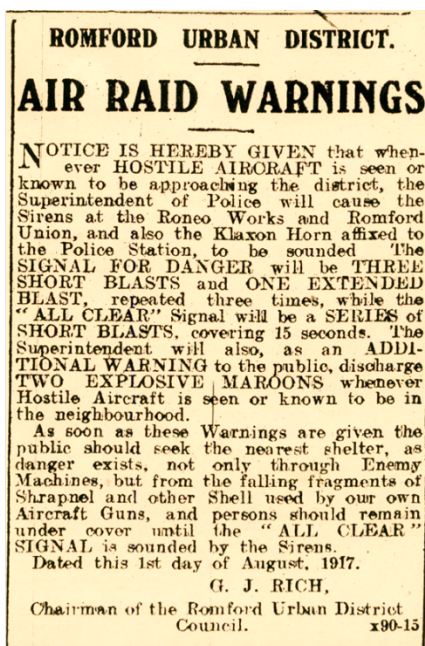 ROMFORD URBAN DISTRICT.
AIR RAID WARNINGS
NOTICE IS HEREBY GIVEN that when-
ever HOSTILE AIRCRAFT is seen or
known to be approaching the district, the
Superintendent of Police will cause the
Sirens at the Roneo Works and Romford
Union, and also the Klaxon Horn affixed to
the Police Station, to be sounded The
SIGNAL FOR DANGER will be THREE
SHORT BLASTS and ONE EXTENDED
BLAST, repeated three times, while the
"ALL CLEAR" Signal will be a SERIES of
SHORT BLASTS, covering 15 seconds. The
Superintendent will also, as an ADDI-
TIONAL WARNING to the public, discharge
TWO EXPLOSIVE MAROONS whenever
Hostile Aircraft is seen or known to be in
the neighbourhood.
As soon as these Warnings are given the
public should seek the nearest shelter, as
danger exists, not only through Enemy
Machines, but from the falling fragments of
Shrapnel and other Shell used by our own
Aircraft Guns, and persons should remain
under cover until the "ALL CLEAR"
SIGNAL is sounded by the Sirens.
Dated this 1st day of August, 1917.
G. J. RICH,
Chairman of the Romford Urban District
Council. x90-15